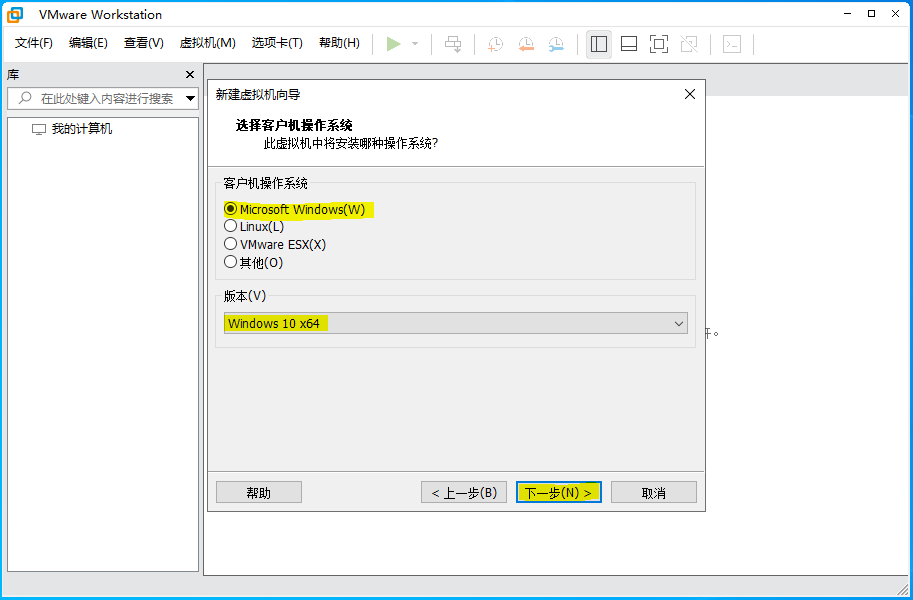 VMware Workstation
文件(F) 编辑(E) 查看(V) 虚拟机(M) 选项卡(T) 帮助(H)
库
在此处键入内容进行搜索
我的计算机
新建虚拟机向导
选择客户机操作系统
此虚拟机中将安装哪种操作系统?
客户机操作系统
Microsoft Windows(W)
Linux(L)
VMware ESX(X)
其他(O)
版本(V)
Windows 10 x64
帮助
< 上一步(B)
下一步(N) >
取消